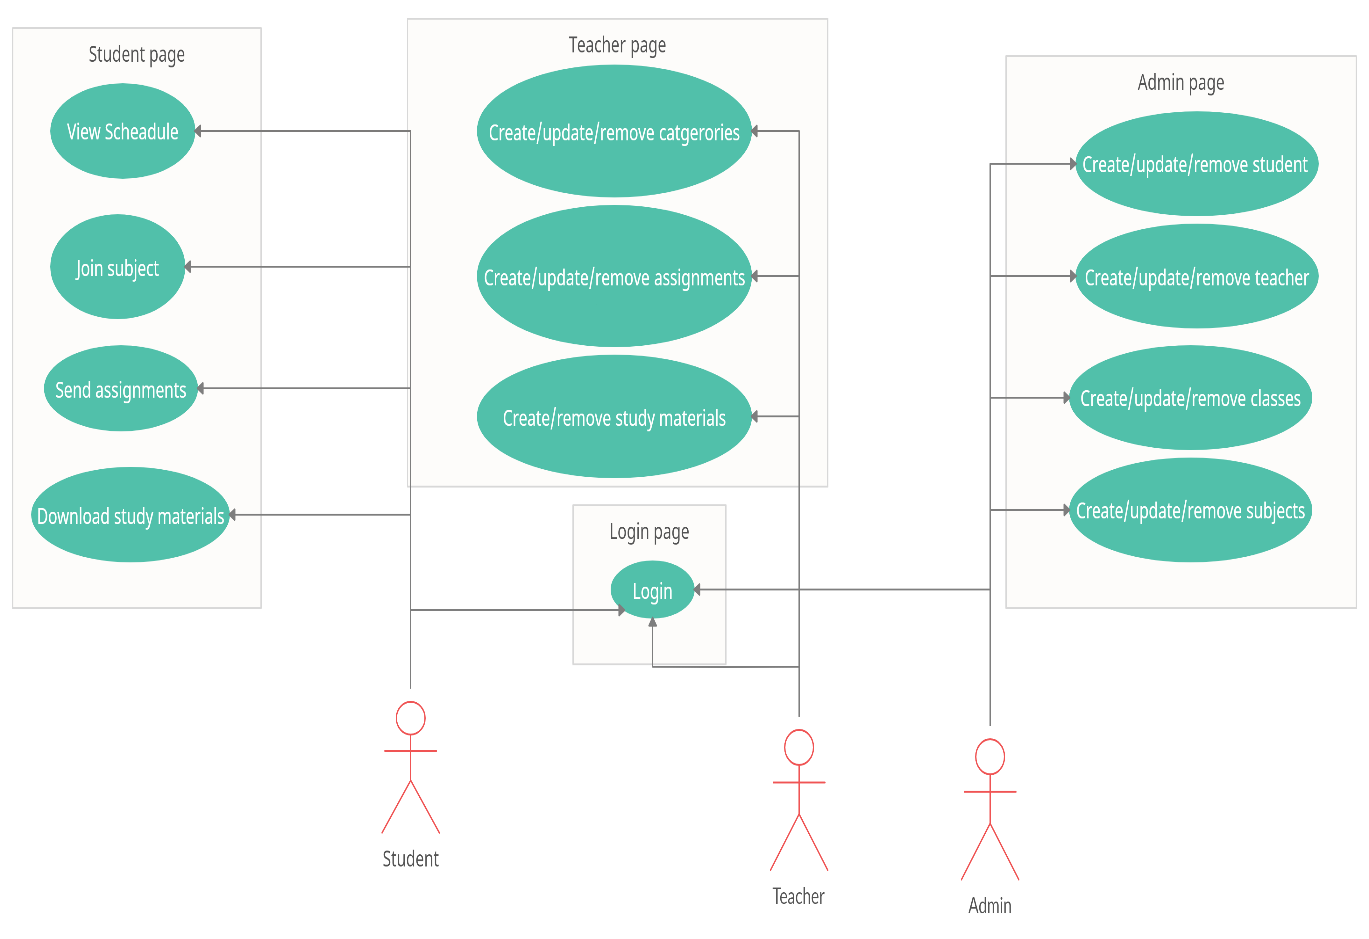 Student page
View Scheadule
Join subject
Send assignments
Download study materials
Teacher page
Create/update/remove catgerories
Create/update/remove assignments
Create/remove study materials
Login page
Login
Admin page
Create/update/remove student
Create/update/remove teacher
Create/update/remove classes
Create/update/remove subjects
Student
Teacher
Admin